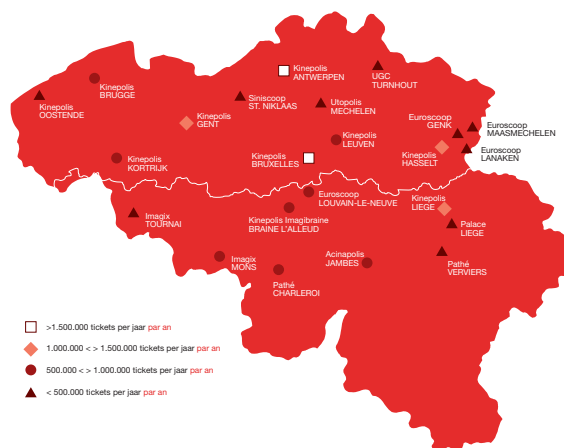 Kinepolis
ANTWERPEN
UGC
TURNHOUT
Kinepolis
BRUGGE
Kinepolis
OOSTENDE
Siniscoop
ST. NIKLAAS
Utopolis
MECHELEN
Kinepolis
GENT
Euroscoop
GENK
Euroscoop
MAASMECHELEN
Kinepolis
LEUVEN
Kinepolis
HASSELT
Euroscoop
LANAKEN
Kinepolis
KORTRIJK
Kinepolis
BRUXELLES
Euroscoop
LOUVAIN-LE-NEUVE
Kinepolis
LIEGE
Imagix
TOURNAI
Kinepolis Imagibraine
BRAINE L'ALLEUD
Palace
LIEGE
Imagix
MONS
Acinapolis
JAMBES
Pathé
VERVIERS
Pathé
CHARLEROI
>1.500.000 tickets per jaar par an
1.000.000 < > 1.500.000 tickets per jaar par an
500.000 < > 1.000.000 tickets per jaar par an
< 500.000 tickets per jaar par an